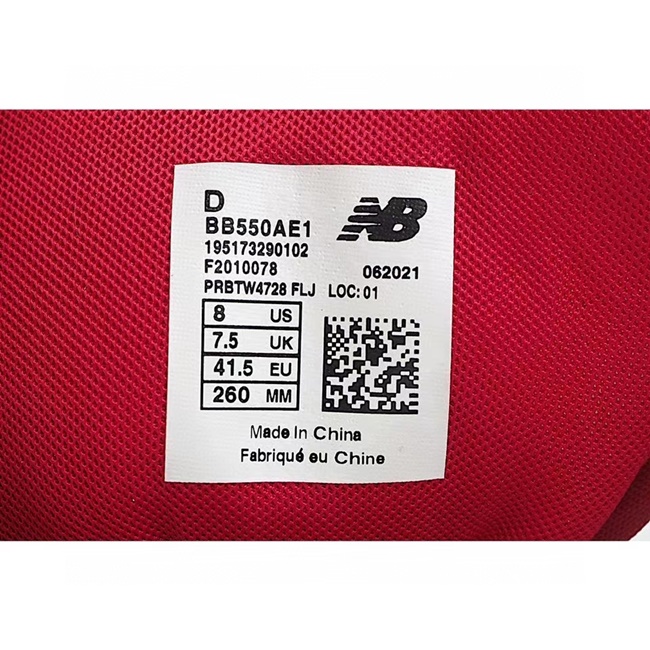 D
NB
BB550AE1
195173290102
F2010078 062021
PRBTW4728 FLJ LOC: 01
8 US
7.5 UK
41.5 EU
260 MM
Made In China
Fabriqué eu Chine